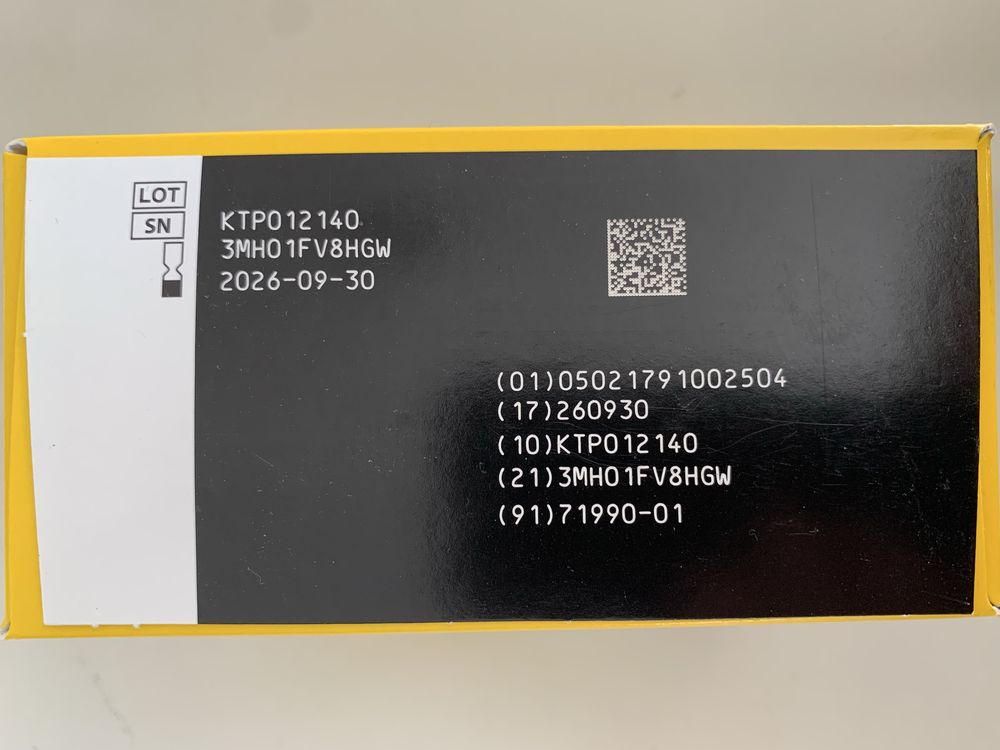 LOT
SN
KTP012140
3MH01FV8HGW
2026-09-30
(01)05021791002504
(17)260930
(10)KTP012140
(21)3MH01FV8HGW
(91)71990-01